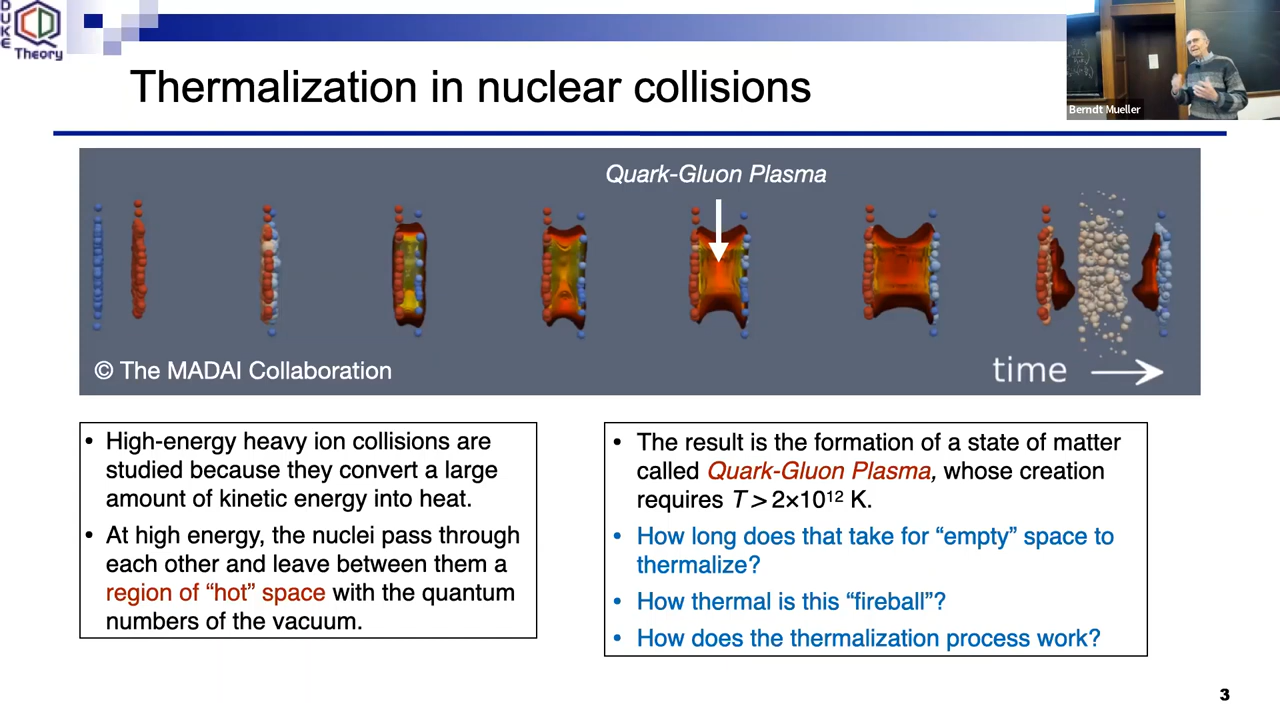 DUKE
QCD
Theory
Thermalization in nuclear collisions
Berndt Mueller
Quark-Gluon Plasma
© The MADAI Collaboration
time
• High-energy heavy ion collisions are
studied because they convert a large
amount of kinetic energy into heat.
• At high energy, the nuclei pass through
each other and leave between them a
region of “hot” space with the quantum
numbers of the vacuum.
• The result is the formation of a state of matter
called Quark-Gluon Plasma, whose creation
requires T > 2×10¹² K.
• How long does that take for “empty” space to
thermalize?
• How thermal is this “fireball”?
• How does the thermalization process work?
3